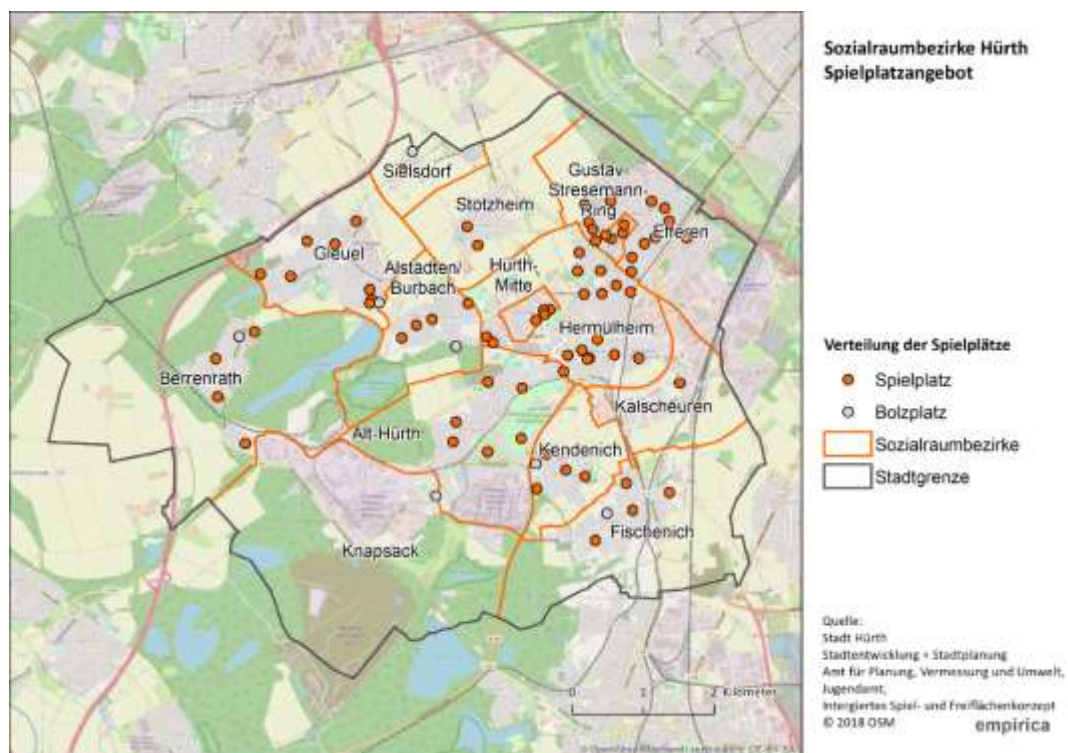 Sozialraumbezirke Hürth
Spielplatzangebot
Sielsdorf
Gustav-
Stresemann-
Ring
Stotzheim
Efferen
Gleuel
Alstädten/
Burbach
Hürth-
Mitte
Hermülheim
Berrenrath
Kalscheuren
Alt-Hürth
Kendenich
Fischenich
Knapsack
Verteilung der Spielplätze
Spielplatz
Bolzplatz
Sozialraumbezirke
Stadtgrenze
0 1 2 Kilometer
Quelle:
Stadt Hürth
Stadtentwicklung + Stadtplanung
Amt für Planung, Vermessung und Umwelt,
Jugendamt,
Intergiertes Spiel- und Freiflächenkonzept
© 2018 OSM
empirica